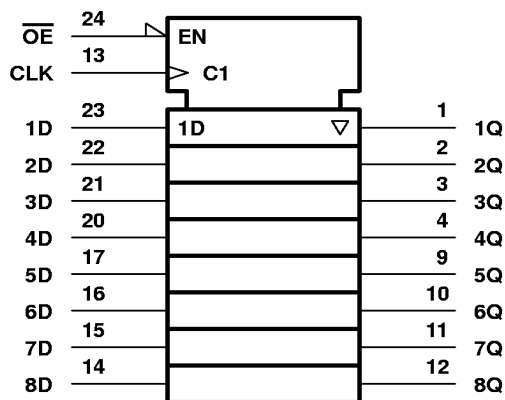 OE 24 EN
CLK 13 C1
1D 23 1D 1 1Q
2D 22 2 2Q
3D 21 3 3Q
4D 20 4 4Q
5D 17 9 5Q
6D 16 10 6Q
7D 15 11 7Q
8D 14 12 8Q